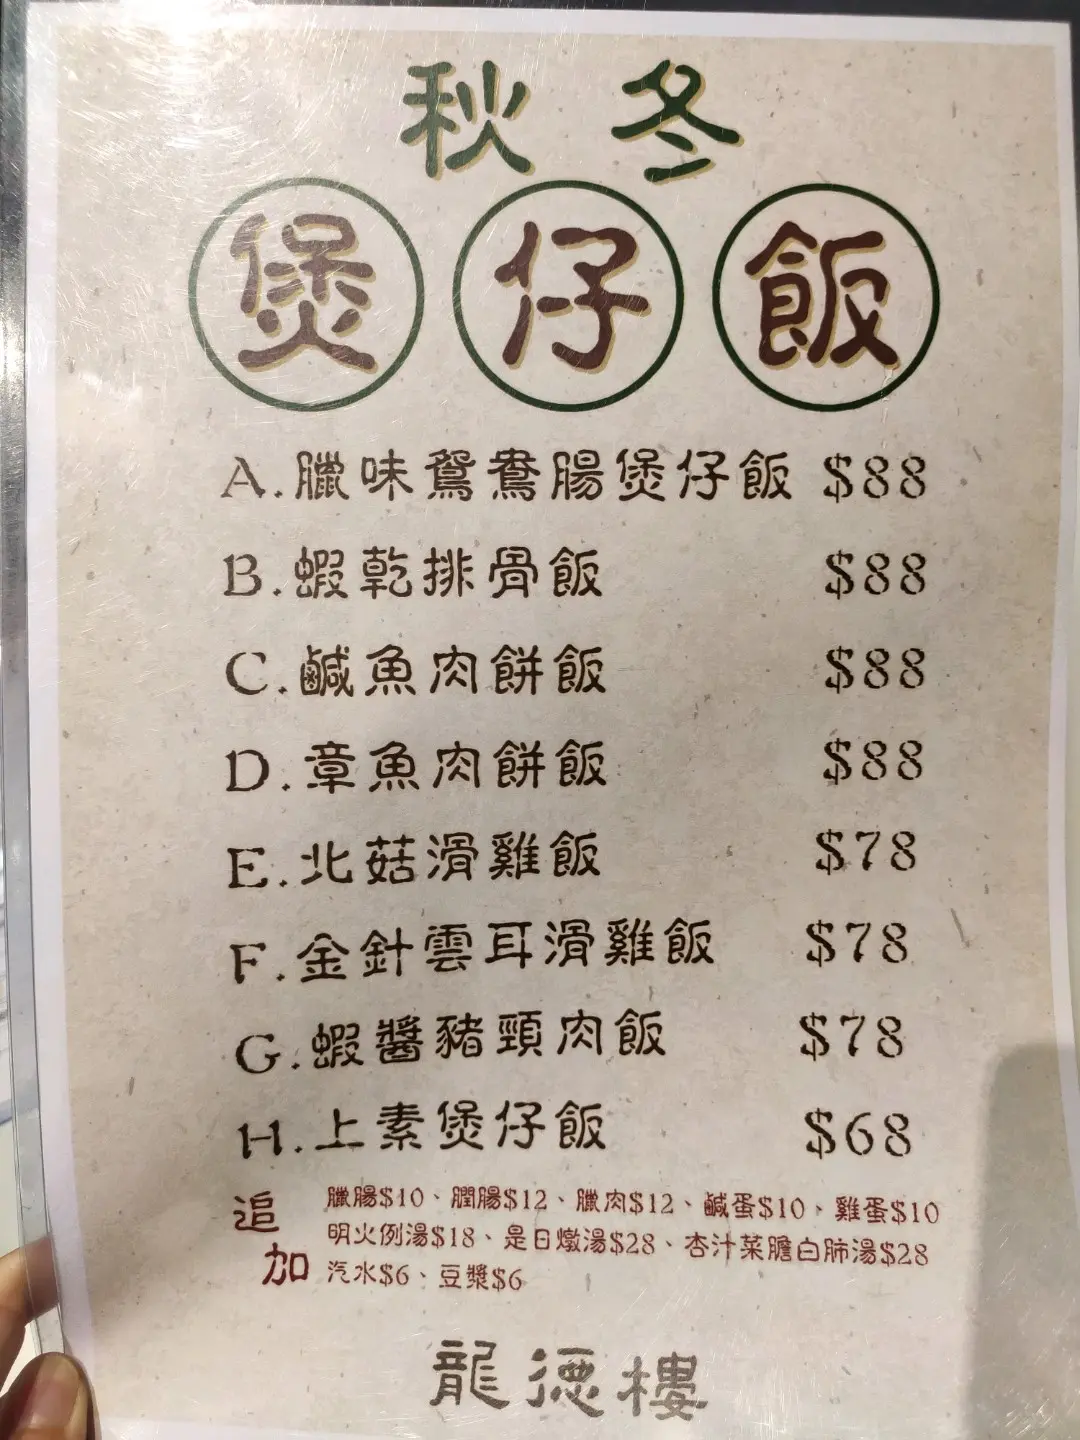 秋冬
煲仔飯
A.臘味鴛鴦腸煲仔飯 $88
B.蝦乾排骨飯 $88
C.鹹魚肉餅飯 $88
D.章魚肉餅飯 $88
E.北菇滑雞飯 $78
F.金針雲耳滑雞飯 $78
G.蝦醬豬頸肉飯 $78
H.上素煲仔飯 $68
追加
臘腸$10、潤腸$12、臘肉$12、鹹蛋$10，雞蛋$10
明火例湯$18、是日燉湯$28、杏汁菜膽白肺湯$28
汽水$6、豆漿$6
龍德樓